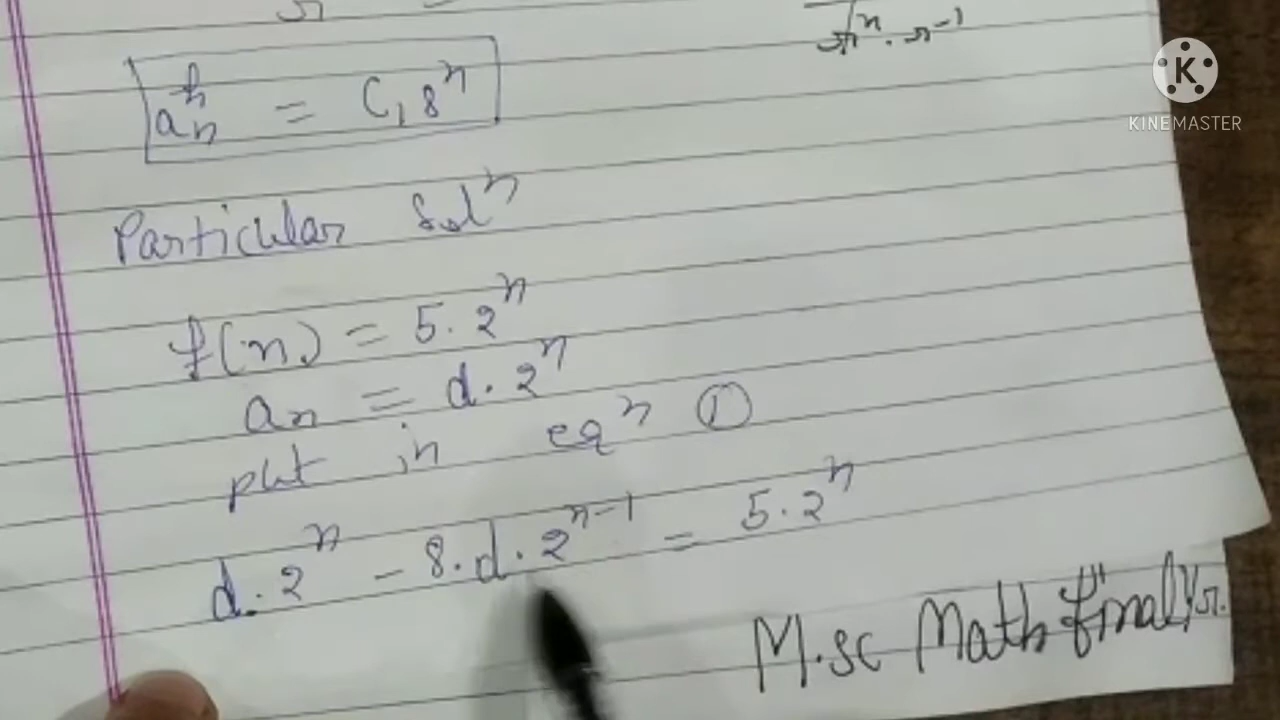 r^n . r^-1
a_n^h = C_1 8^n
Particular Sol^n
f(n) = 5.2^n
a_n = d.2^n
put in eq^n ①
d.2^n - 8.d.2^n-1 = 5.2^n
M.sc Math final yr.
K
KINEMASTER